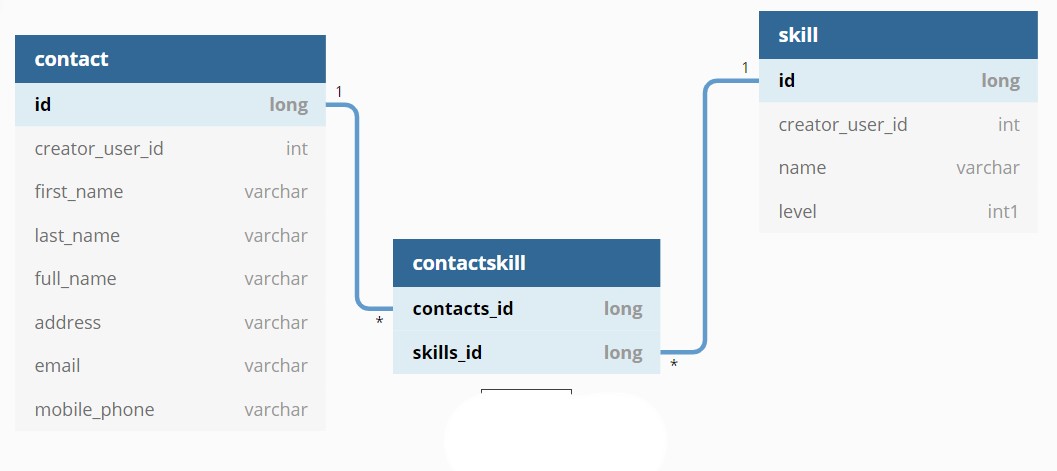 contact
id long
creator_user_id int
first_name varchar
last_name varchar
full_name varchar
address varchar
email varchar
mobile_phone varchar
1
*
contactskill
contacts_id long
skills_id long
*
1
skill
id long
creator_user_id int
name varchar
level int1